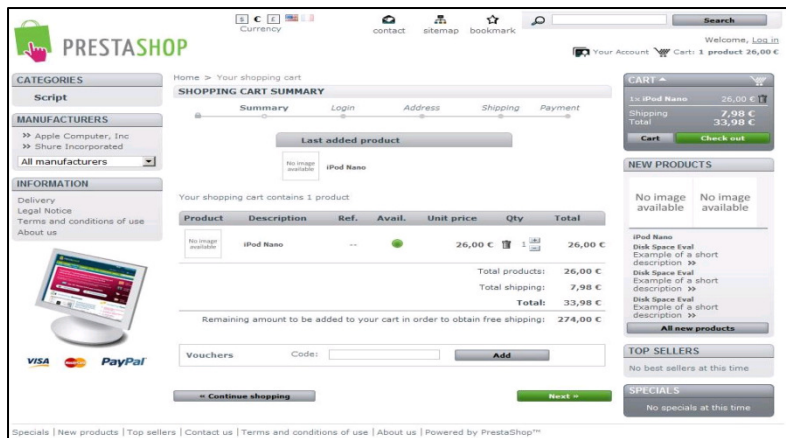 PRESTASHOP
$ € £
Currency
contact sitemap bookmark
Search
Welcome, Log in
Your Account Cart: 1 product 26,00 €
CATEGORIES
Script
MANUFACTURERS
>> Apple Computer, Inc
>> Shure Incorporated
All manufacturers
INFORMATION
Delivery
Legal Notice
Terms and conditions of use
About us
VISA PayPal
Home > Your shopping cart
SHOPPING CART SUMMARY
Summary Login Address Shipping Payment
Last added product
No image available
iPod Nano
Your shopping cart contains 1 product
Product Description Ref. Avail. Unit price Qty Total
No image available
iPod Nano -- 26,00 € 1 26,00 €
Total products: 26,00 €
Total shipping: 7,98 €
Total: 33,98 €
Remaining amount to be added to your cart in order to obtain free shipping: 274,00 €
Vouchers Code: Add
« Continue shopping Next »
CART
1x iPod Nano 26,00 €
Shipping 7,98 €
Total 33,98 €
Cart Check out
NEW PRODUCTS
No image available No image available
iPod Nano
Disk Space Eval
Example of a short
description >>
Disk Space Eval
Example of a short
description >>
Disk Space Eval
Example of a short
description >>
All new products
TOP SELLERS
No best sellers at this time
SPECIALS
No specials at this time
Specials | New products | Top sellers | Contact us | Terms and conditions of use | About us | Powered by PrestaShop™